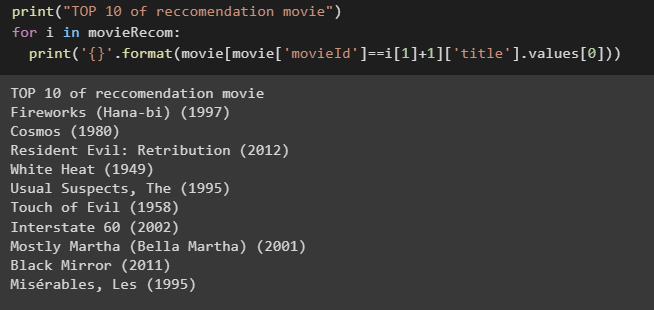 print("TOP 10 of reccomendation movie")
for i in movieRecom:
  print('{}'.format(movie[movie['movieId']==i[1]+1]['title'].values[0]))
TOP 10 of reccomendation movie
Fireworks (Hana-bi) (1997)
Cosmos (1980)
Resident Evil: Retribution (2012)
White Heat (1949)
Usual Suspects, The (1995)
Touch of Evil (1958)
Interstate 60 (2002)
Mostly Martha (Bella Martha) (2001)
Black Mirror (2011)
Misérables, Les (1995)